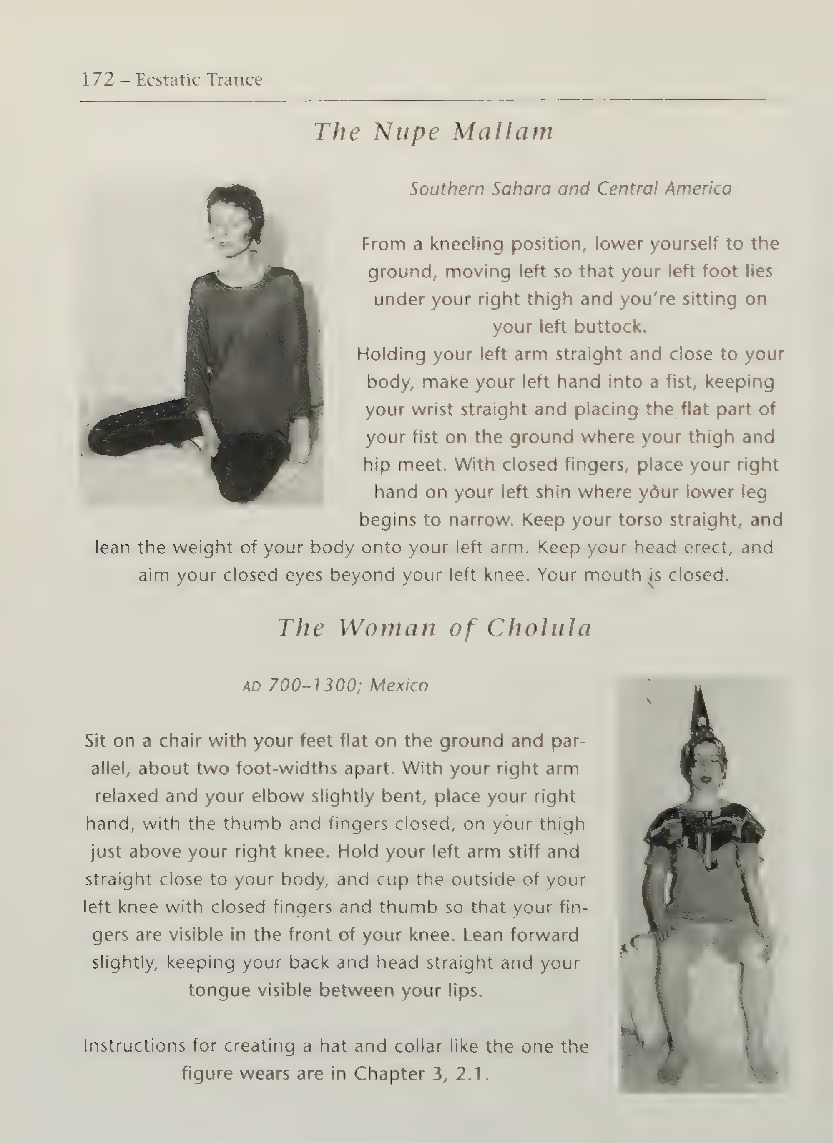 172 – Ecstatic Trance
The Nupe Mallam
Southern Sahara and Central America
From a kneeling position, lower yourself to the
ground, moving left so that your left foot lies
under your right thigh and you're sitting on
your left buttock.
Holding your left arm straight and close to your
body, make your left hand into a fist, keeping
your wrist straight and placing the flat part of
your fist on the ground where your thigh and
hip meet. With closed fingers, place your right
hand on your left shin where your lower leg
begins to narrow. Keep your torso straight, and
lean the weight of your body onto your left arm. Keep your head erect, and
aim your closed eyes beyond your left knee. Your mouth is closed.
The Woman of Cholula
AD 700–1300; Mexico
Sit on a chair with your feet flat on the ground and par-
allel, about two foot-widths apart. With your right arm
relaxed and your elbow slightly bent, place your right
hand, with the thumb and fingers closed, on your thigh
just above your right knee. Hold your left arm stiff and
straight close to your body, and cup the outside of your
left knee with closed fingers and thumb so that your fin-
gers are visible in the front of your knee. Lean forward
slightly, keeping your back and head straight and your
tongue visible between your lips.
Instructions for creating a hat and collar like the one the
figure wears are in Chapter 3, 2.1.